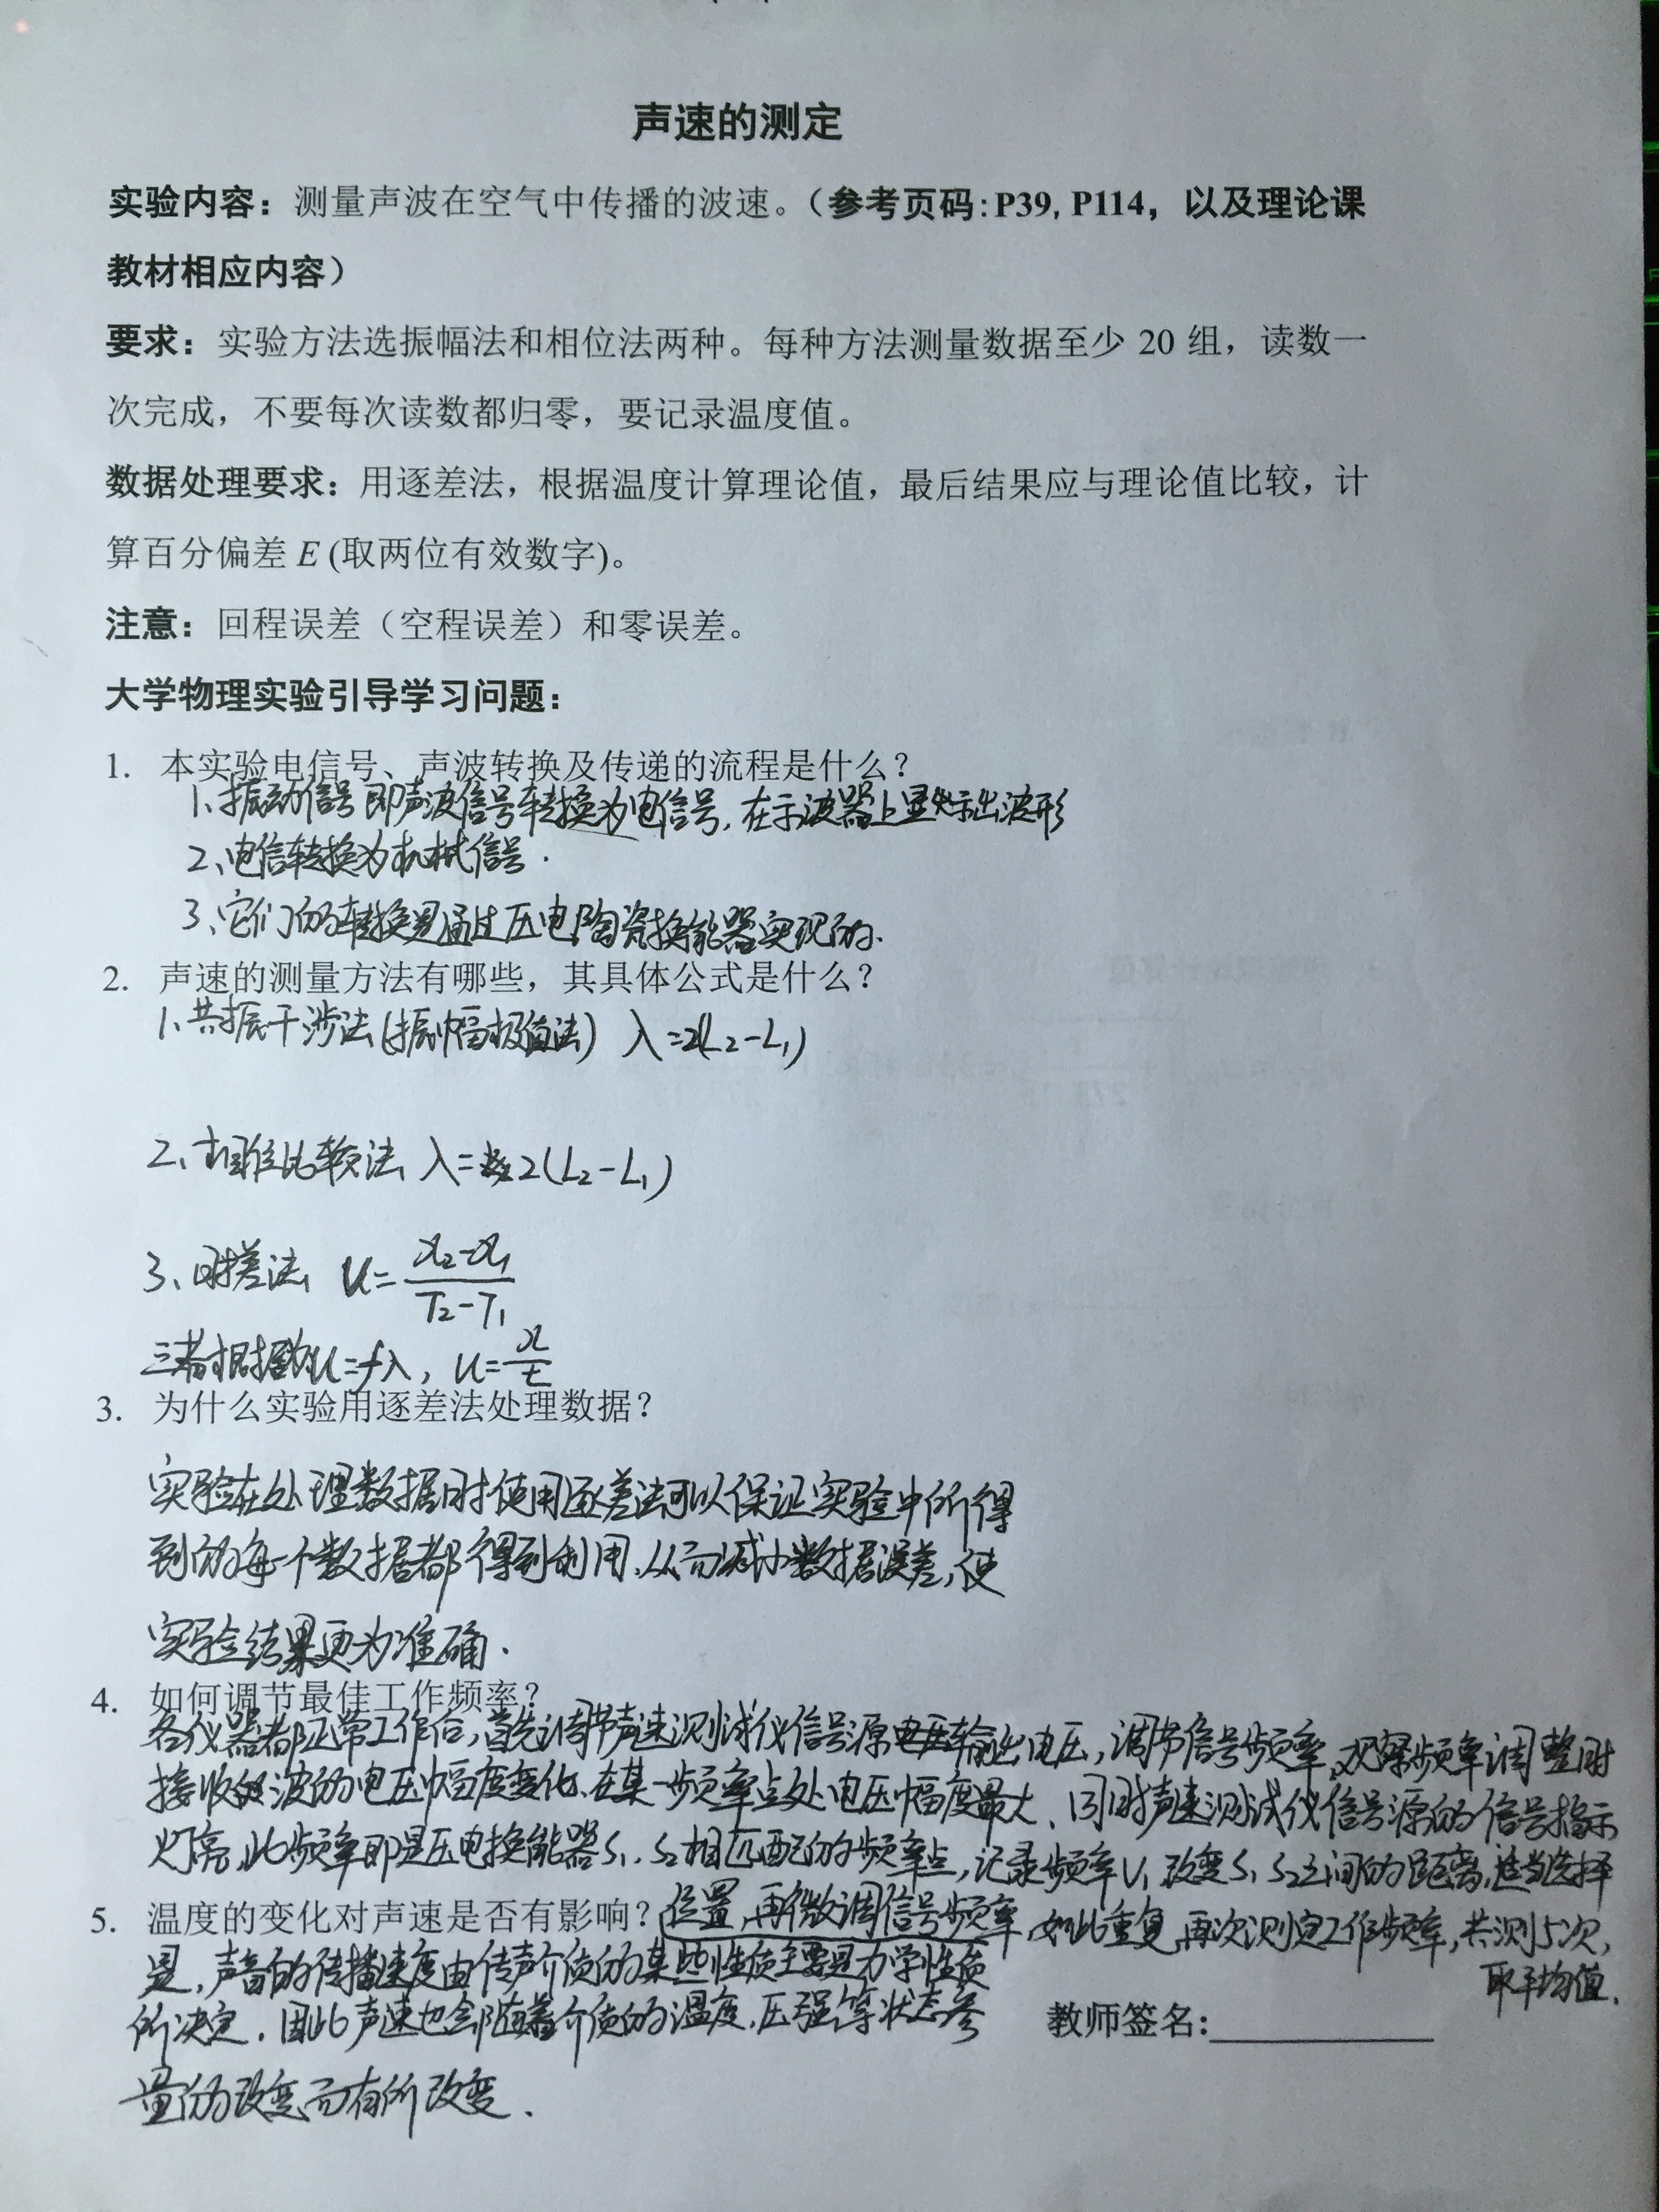 声速的测定
实验内容：测量声波在空气中传播的波速。（参考页码：P39, P114，以及理论课
教材相应内容）
要求：实验方法选振幅法和相位法两种。每种方法测量数据至少 20 组，读数一
次完成，不要每次读数都归零，要记录温度值。
数据处理要求：用逐差法，根据温度计算理论值，最后结果应与理论值比较，计
算百分偏差 E (取两位有效数字)。
注意：回程误差（空程误差）和零误差。
大学物理实验引导学习问题：
1. 本实验电信号、声波转换及传递的流程是什么？
1、振动信号即声波信号转换为电信号，在示波器上显示出波形
2、电信转换为机械信号.
3、它们的转换是通过压电陶瓷换能器实现的.
2. 声速的测量方法有哪些，其具体公式是什么？
1、共振干涉法(振幅极值法) λ=2(L₂-L₁)
2、相位比较法 λ=2(L₂-L₁)
3、时差法 u=(x₂-x₁)/(T₂-T₁)
三者根据为u=fλ, u=x/t
3. 为什么实验用逐差法处理数据？
实验在处理数据时使用逐差法可以保证实验中所得
到的每一个数据都得到利用，从而减小数据误差，使
实验结果更为准确.
4. 如何调节最佳工作频率？
各仪器都正常工作后，首先调节声速测试仪信号源输出电压，调节信号频率，观察频率调整时
接收波的电压幅度变化.在某一频率点处电压幅度最大、同时声速测试仪信号源的信号指示
灯亮，此频率即是压电换能器S₁、S₂相匹配的频率点，记录频率U，改变S₁ S₂之间的距离，适当选择
位置，再微调信号频率，如此重复，再次测定工作频率，共测5次，
取平均值.
5. 温度的变化对声速是否有影响？
是，声音的传播速度由传声介质的某些性质主要是力学性质
所决定.因此声速也会随着介质的温度、压强等状态参
量的改变而有所改变.
教师签名: